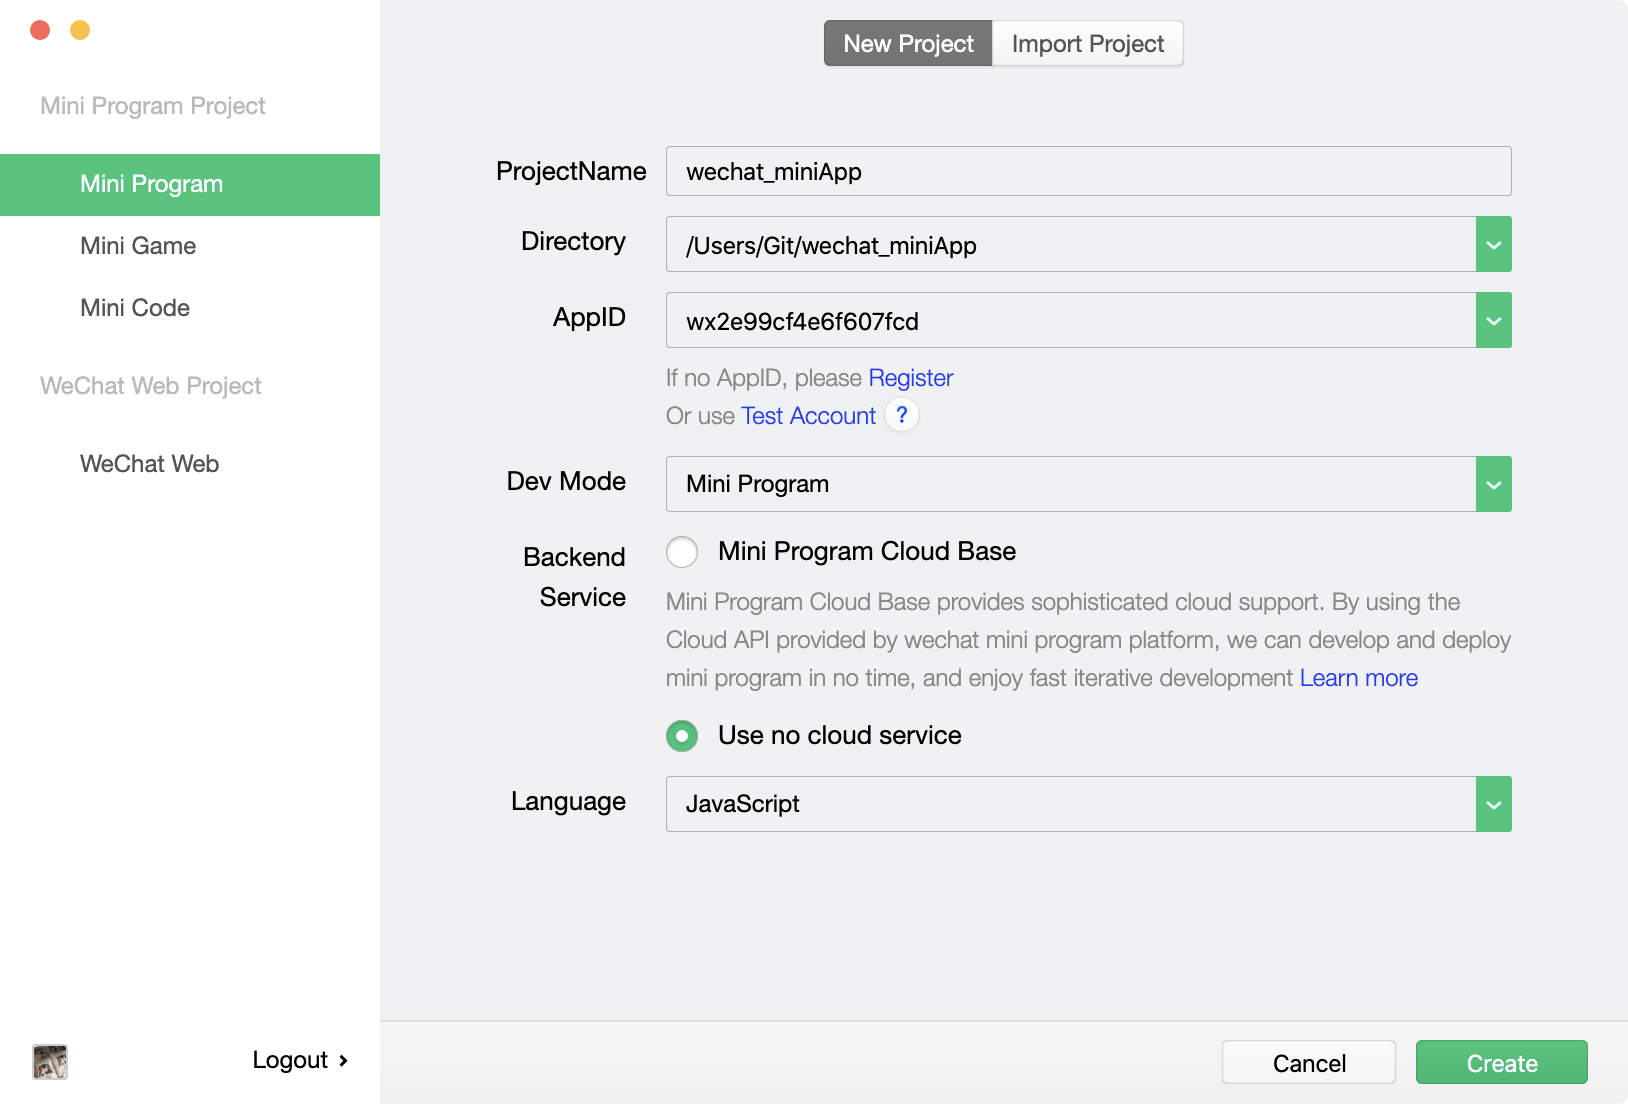 Mini Program Project
Mini Program
Mini Game
Mini Code
WeChat Web Project
WeChat Web
Logout
New Project
Import Project
ProjectName
wechat_miniApp
Directory
/Users/Git/wechat_miniApp
AppID
wx2e99cf4e6f607fcd
If no AppID, please Register
Or use Test Account ?
Dev Mode
Mini Program
Backend
Service
Mini Program Cloud Base
Mini Program Cloud Base provides sophisticated cloud support. By using the
Cloud API provided by wechat mini program platform, we can develop and deploy
mini program in no time, and enjoy fast iterative development Learn more
Use no cloud service
Language
JavaScript
Cancel
Create